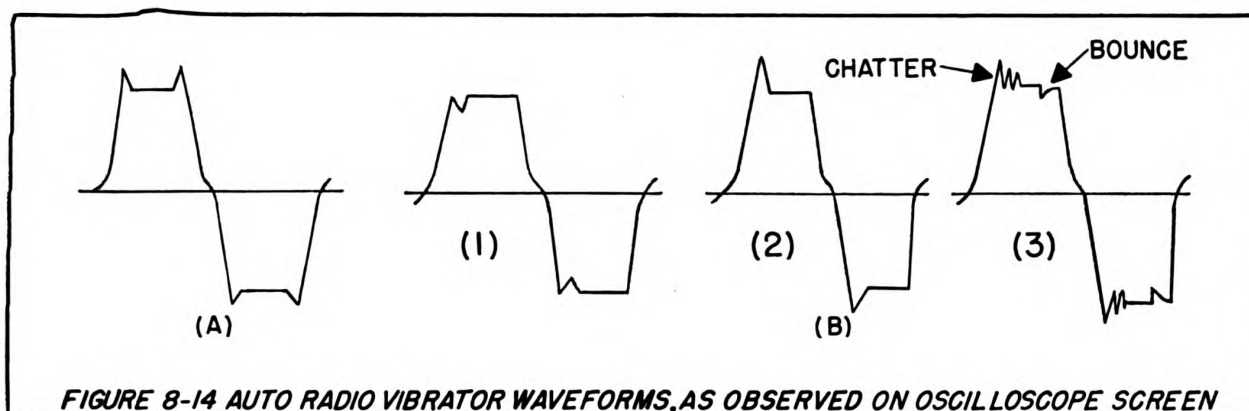 CHATTER
BOUNCE
(1)
(2)
(3)
(A)
(B)
FIGURE 8-14 AUTO RADIO VIBRATOR WAVEFORMS, AS OBSERVED ON OSCILLOSCOPE SCREEN